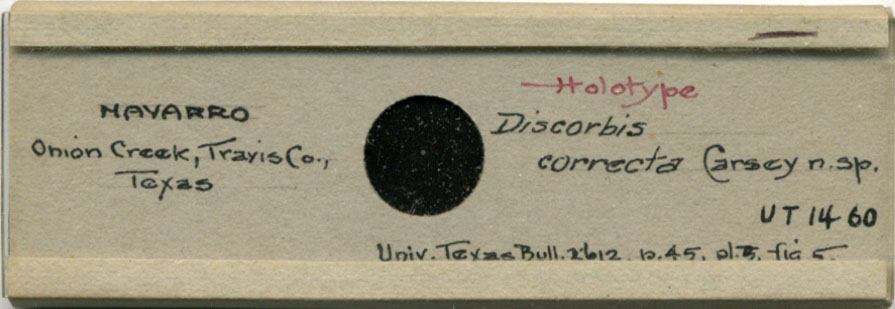 NAVARRO
Onion Creek, Travis Co.,
Texas
Holotype
Discorbis
correcta Carsey n.sp.
UT 1460
Univ. Texas Bull. 2612. p.45. pl.3. fig 5.